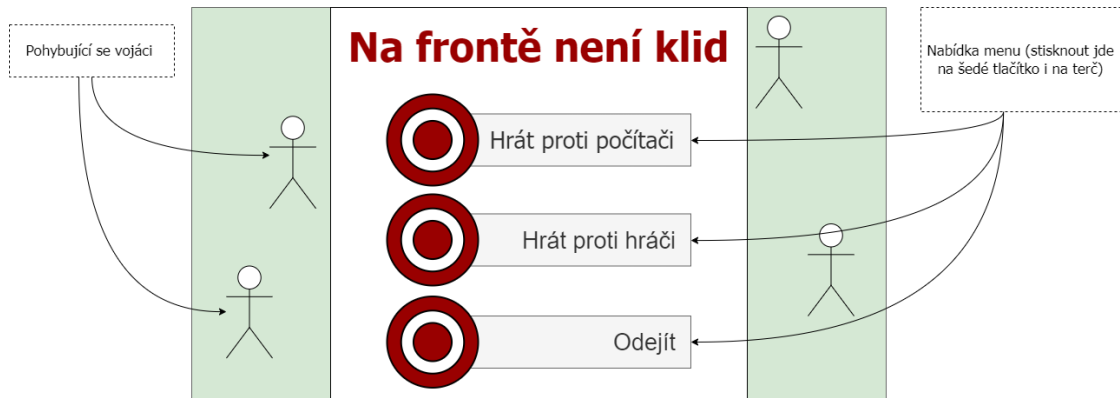 Na frontě není klid
Pohybující se vojáci
Nabídka menu (stisknout jde
na šedé tlačítko i na terč)
Hrát proti počítači
Hrát proti hráči
Odejít